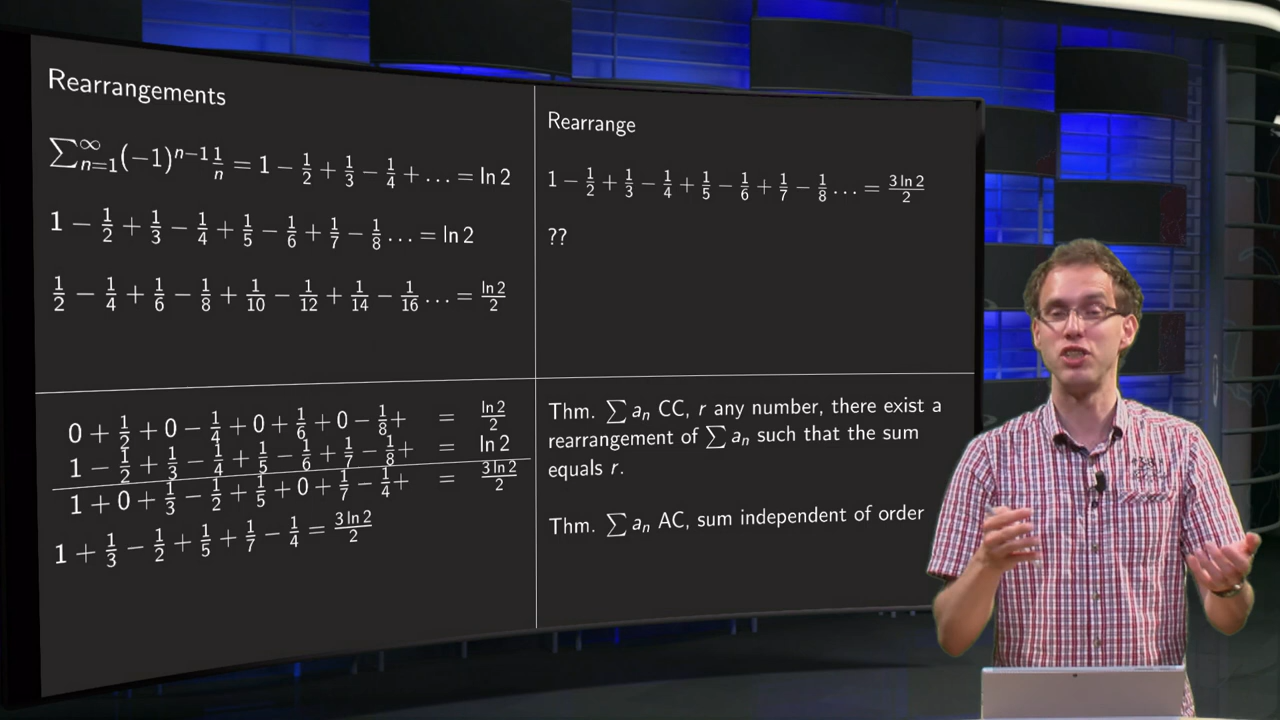 Rearrangements
∑_{n=1}^{∞}(−1)^{n−1} 1/n = 1 − 1/2 + 1/3 − 1/4 + … = ln 2
1 − 1/2 + 1/3 − 1/4 + 1/5 − 1/6 + 1/7 − 1/8 … = ln 2
1/2 − 1/4 + 1/6 − 1/8 + 1/10 − 1/12 + 1/14 − 1/16 … = ln 2/2
Rearrange
1 − 1/2 + 1/3 − 1/4 + 1/5 − 1/6 + 1/7 − 1/8 … = 3 ln 2/2
??
0 + 1/2 + 0 − 1/4 + 0 + 1/6 + 0 − 1/8 + = ln 2/2
1 − 1/2 + 1/3 − 1/4 + 1/5 − 1/6 + 1/7 − 1/8 + = ln 2
1 + 0 + 1/3 − 1/2 + 1/5 + 0 + 1/7 − 1/4 + = 3 ln 2/2
1 + 1/3 − 1/2 + 1/5 + 1/7 − 1/4 = 3 ln 2/2
Thm. ∑ a_n CC, r any number, there exist a
rearrangement of ∑ a_n such that the sum
equals r.
Thm. ∑ a_n AC, sum independent of order